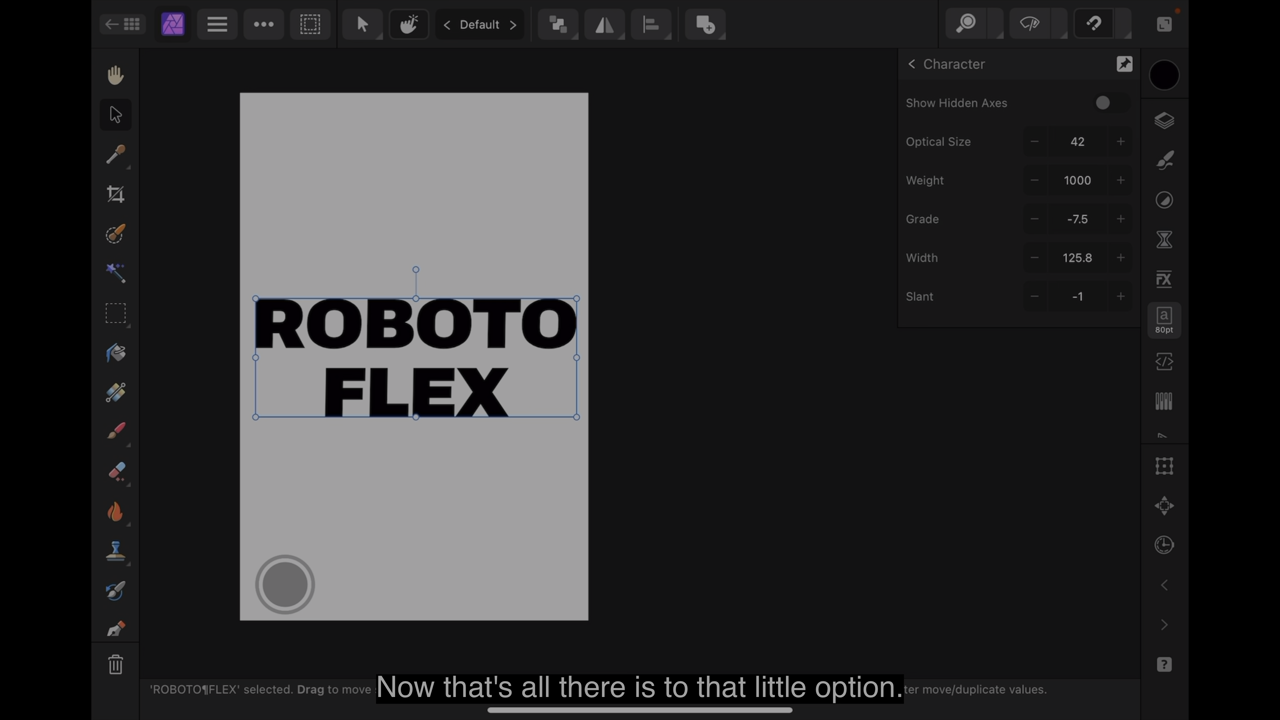 Default
Character
Show Hidden Axes
Optical Size 42
Weight 1000
Grade -7.5
Width 125.8
Slant -1
a
80pt
FX
ROBOTO
FLEX
'ROBOTO¶FLEX' selected. Drag to move
ter move/duplicate values.
Now that's all there is to that little option.